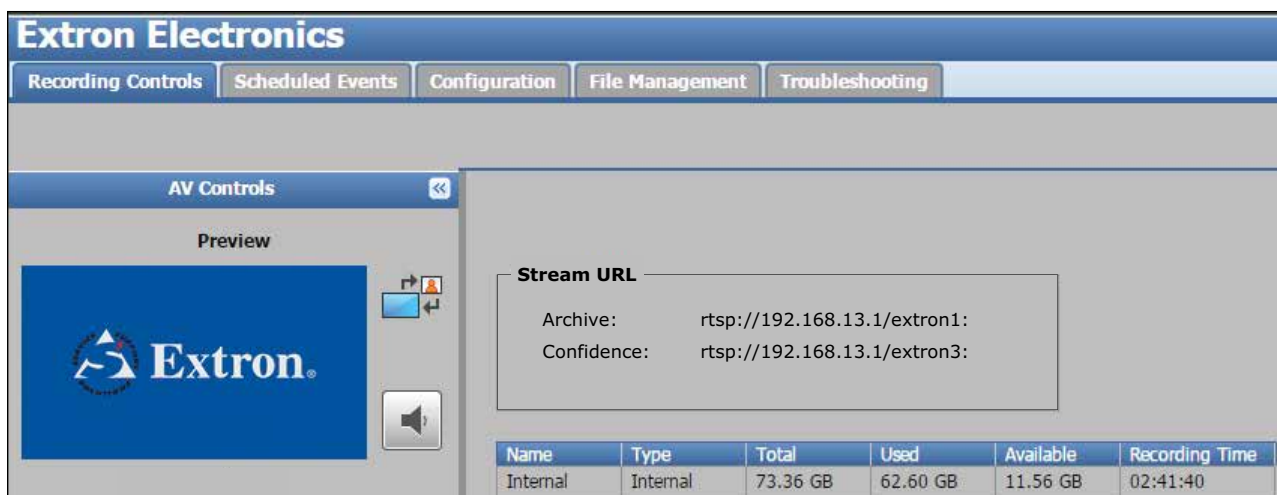 Extron Electronics
Recording Controls Scheduled Events Configuration File Management Troubleshooting
AV Controls
Preview
Extron®
Stream URL
Archive: rtsp://192.168.13.1/extron1:
Confidence: rtsp://192.168.13.1/extron3:
Name Type Total Used Available Recording Time
Internal Internal 73.36 GB 62.60 GB 11.56 GB 02:41:40